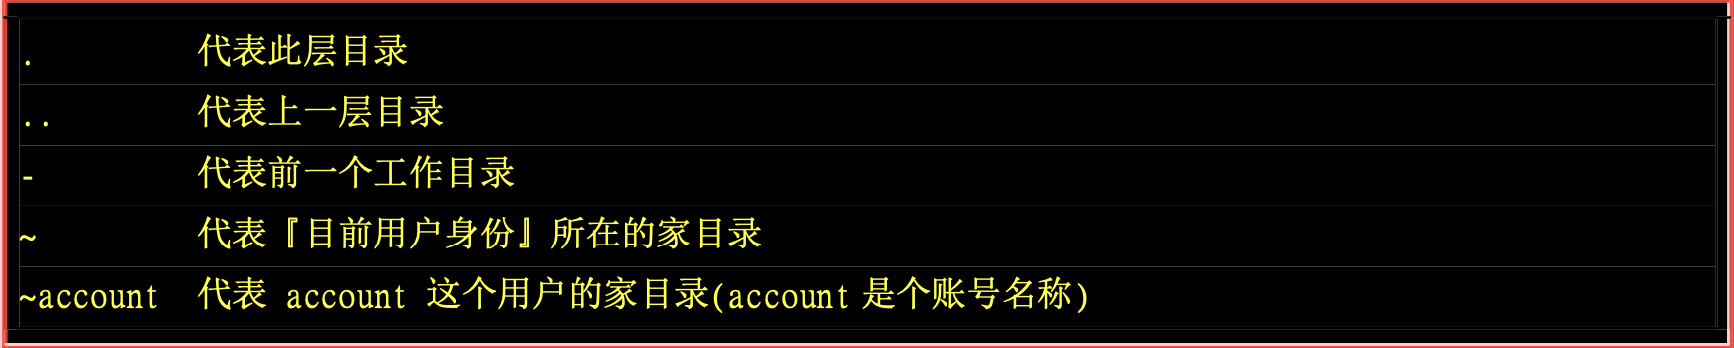 . 代表此层目录
.. 代表上一层目录
- 代表前一个工作目录
~ 代表『目前用户身份』所在的家目录
~account 代表 account 这个用户的家目录(account 是个账号名称)